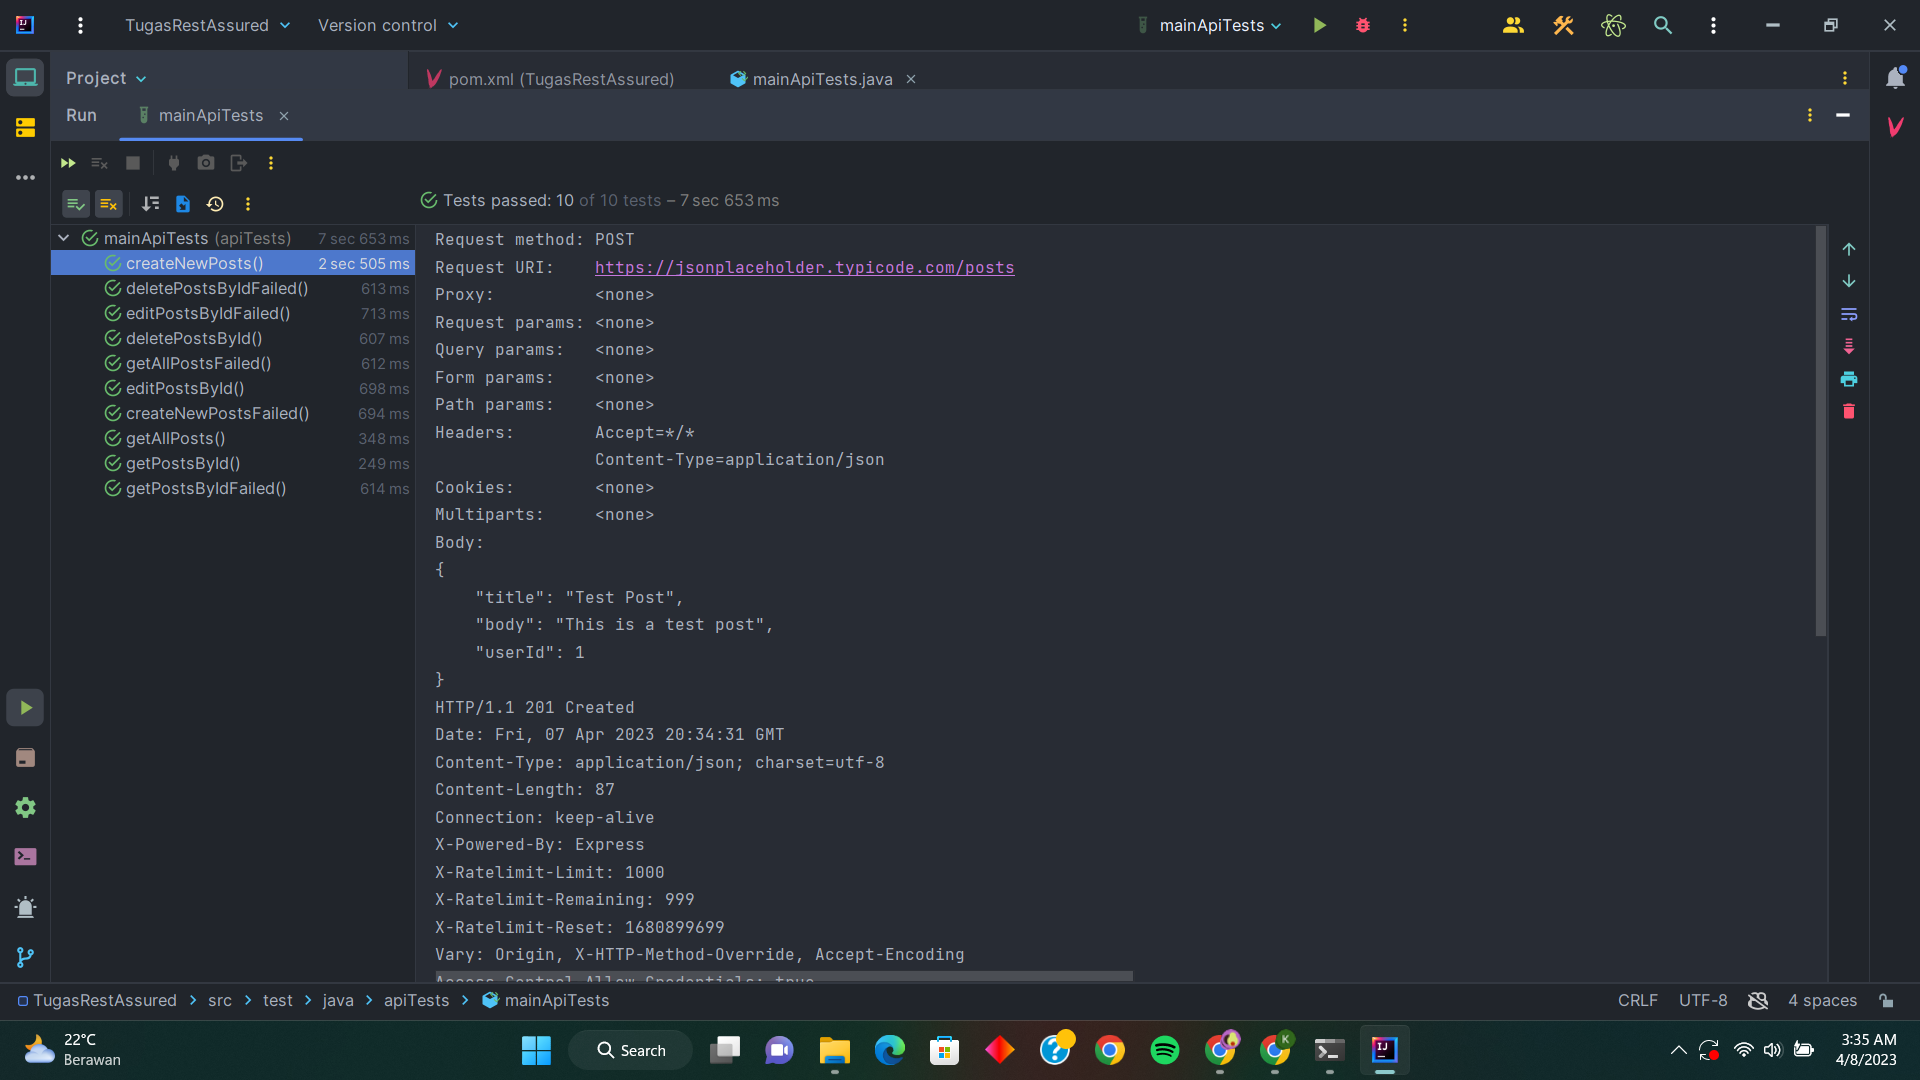 TugasRestAssured
Version control
mainApiTests
Project
pom.xml (TugasRestAssured)
mainApiTests.java
Run
mainApiTests
Tests passed: 10 of 10 tests – 7 sec 653 ms
mainApiTests (apiTests) 7 sec 653 ms
createNewPosts() 2 sec 505 ms
deletePostsByIdFailed() 613 ms
editPostsByIdFailed() 713 ms
deletePostsById() 607 ms
getAllPostsFailed() 612 ms
editPostsById() 698 ms
createNewPostsFailed() 694 ms
getAllPosts() 348 ms
getPostsById() 249 ms
getPostsByIdFailed() 614 ms
Request method: POST
Request URI: https://jsonplaceholder.typicode.com/posts
Proxy: <none>
Request params: <none>
Query params: <none>
Form params: <none>
Path params: <none>
Headers: Accept=*/*
Content-Type=application/json
Cookies: <none>
Multiparts: <none>
Body:
{
"title": "Test Post",
"body": "This is a test post",
"userId": 1
}
HTTP/1.1 201 Created
Date: Fri, 07 Apr 2023 20:34:31 GMT
Content-Type: application/json; charset=utf-8
Content-Length: 87
Connection: keep-alive
X-Powered-By: Express
X-Ratelimit-Limit: 1000
X-Ratelimit-Remaining: 999
X-Ratelimit-Reset: 1680899699
Vary: Origin, X-HTTP-Method-Override, Accept-Encoding
Access-Control-Allow-Credentials: true
TugasRestAssured > src > test > java > apiTests > mainApiTests
CRLF UTF-8 4 spaces
22°C
Berawan
Search
3:35 AM
4/8/2023